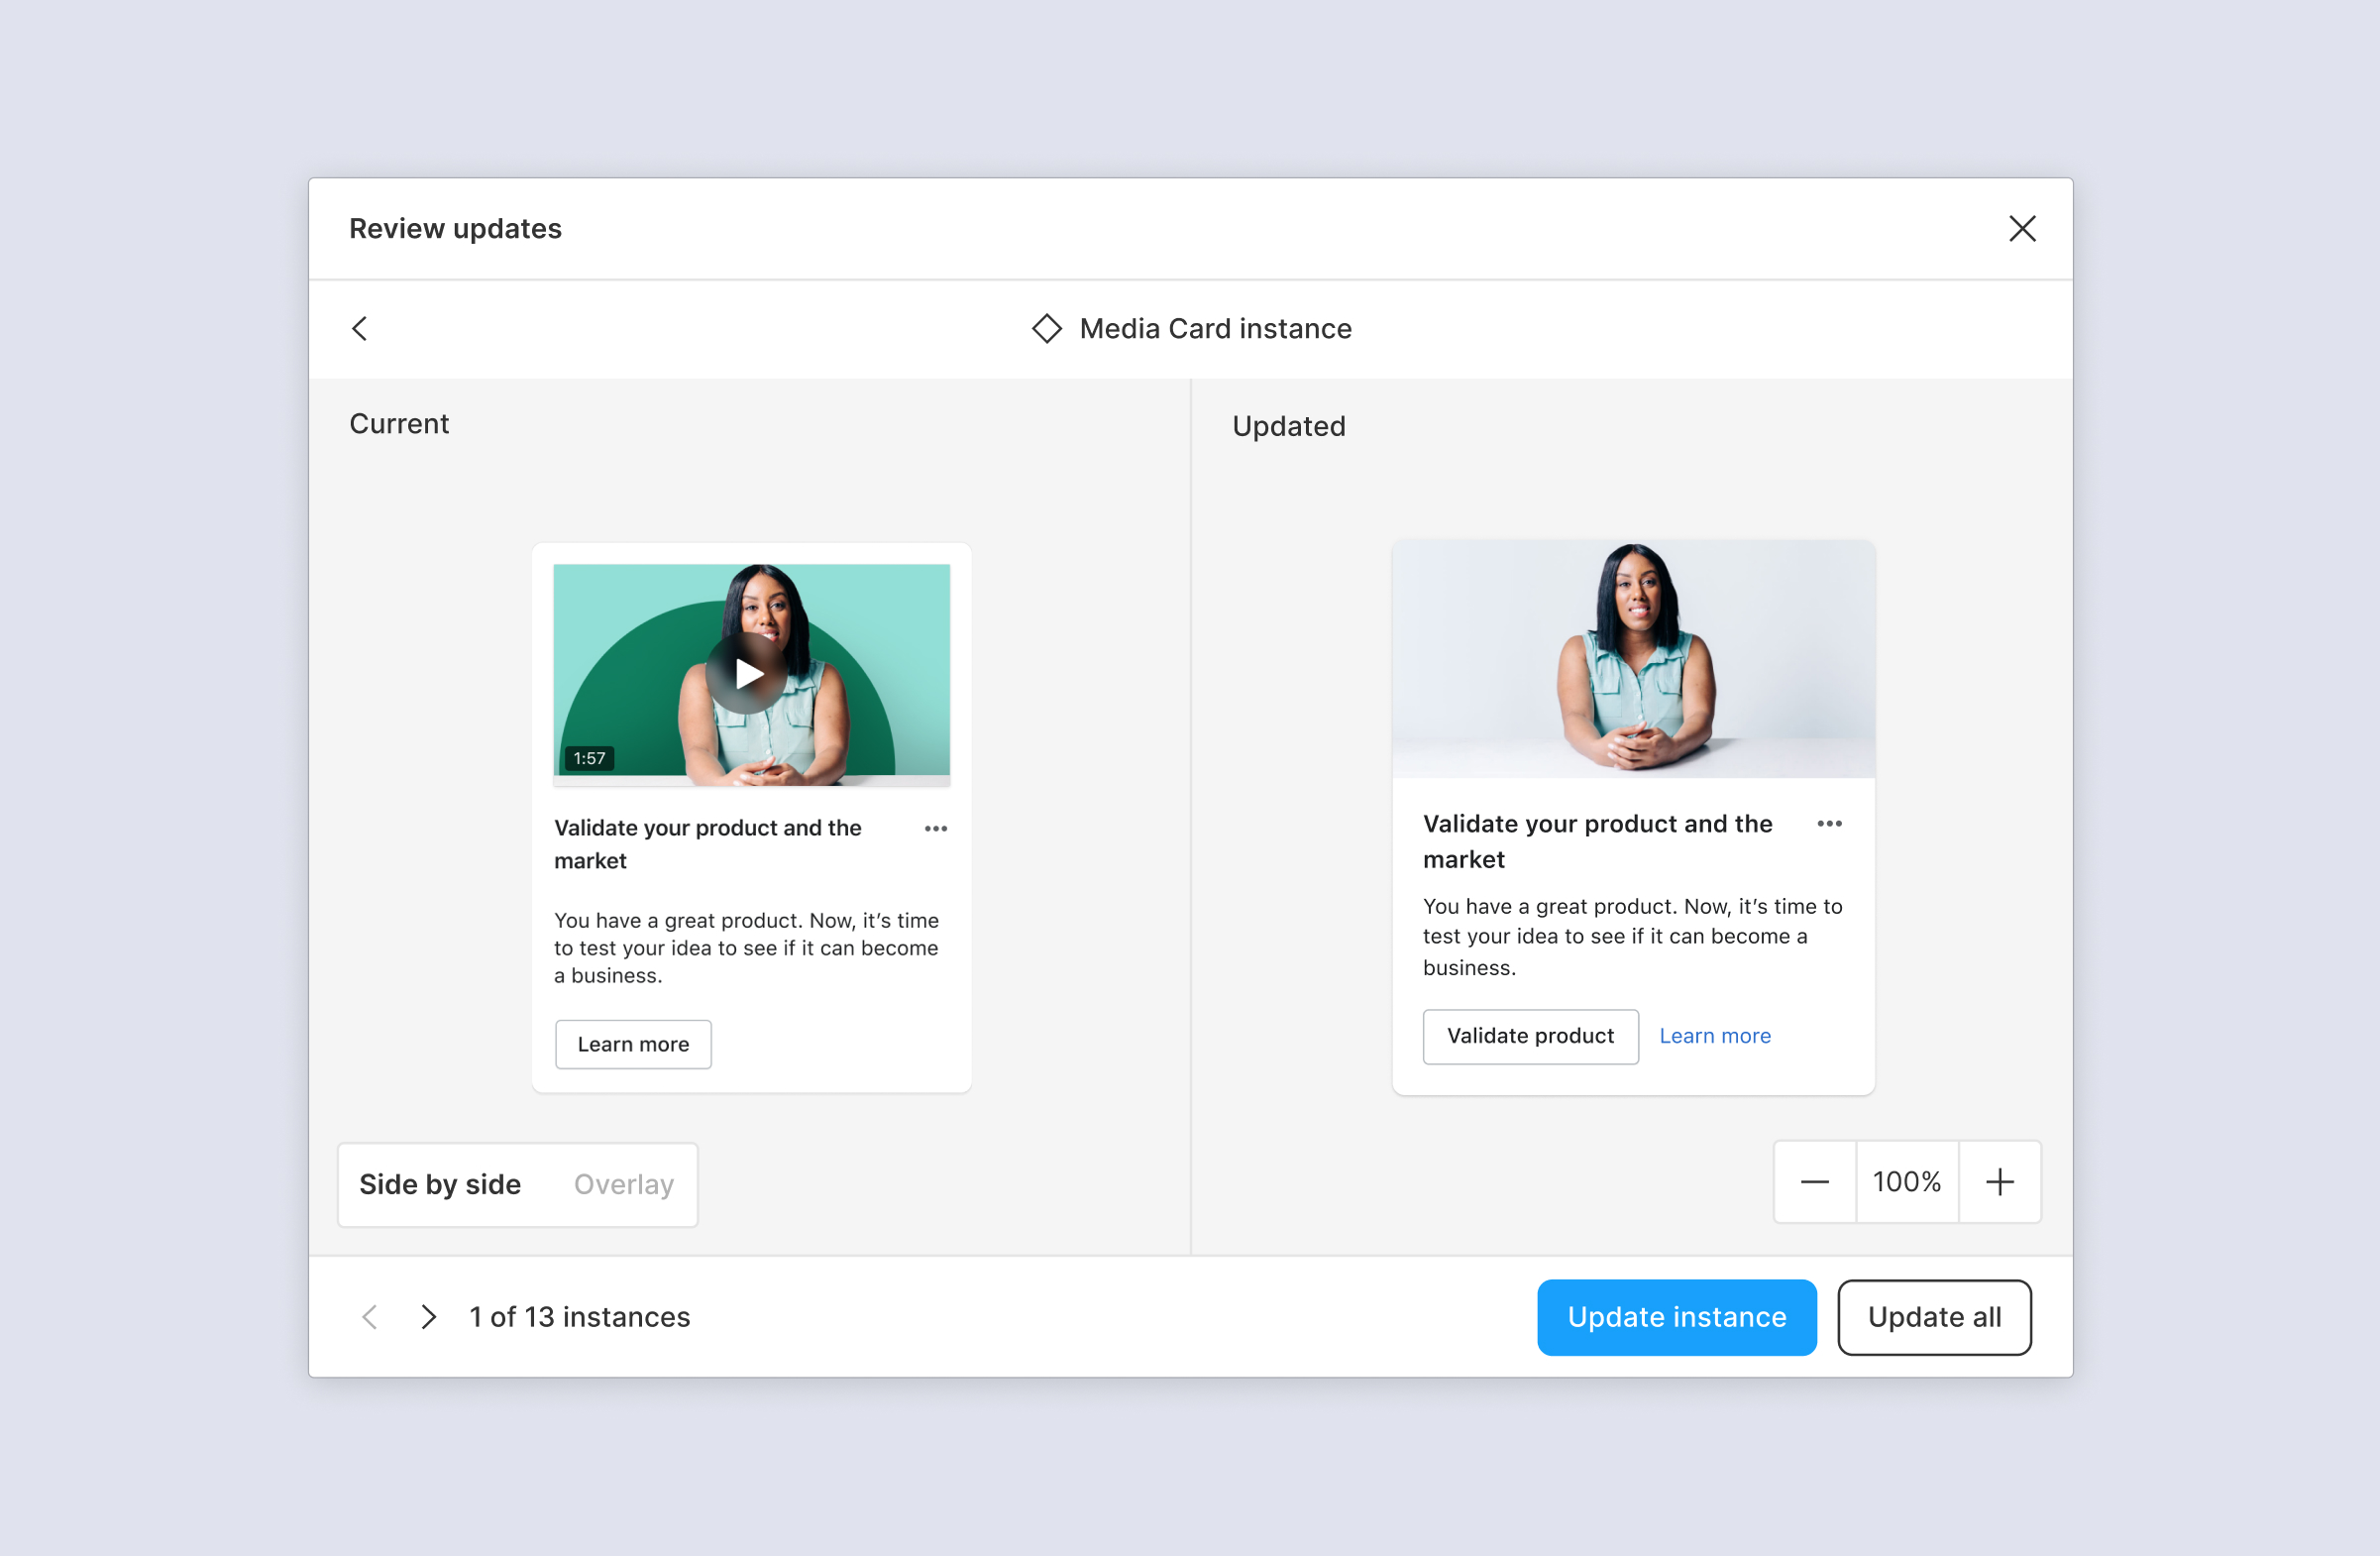 Review updates
Media Card instance
Current
Updated
1:57
Validate your product and the
market
You have a great product. Now, it’s time
to test your idea to see if it can become
a business.
Learn more
Validate your product and the
market
You have a great product. Now, it’s time to
test your idea to see if it can become a
business.
Validate product
Learn more
Side by side
Overlay
100%
1 of 13 instances
Update instance
Update all